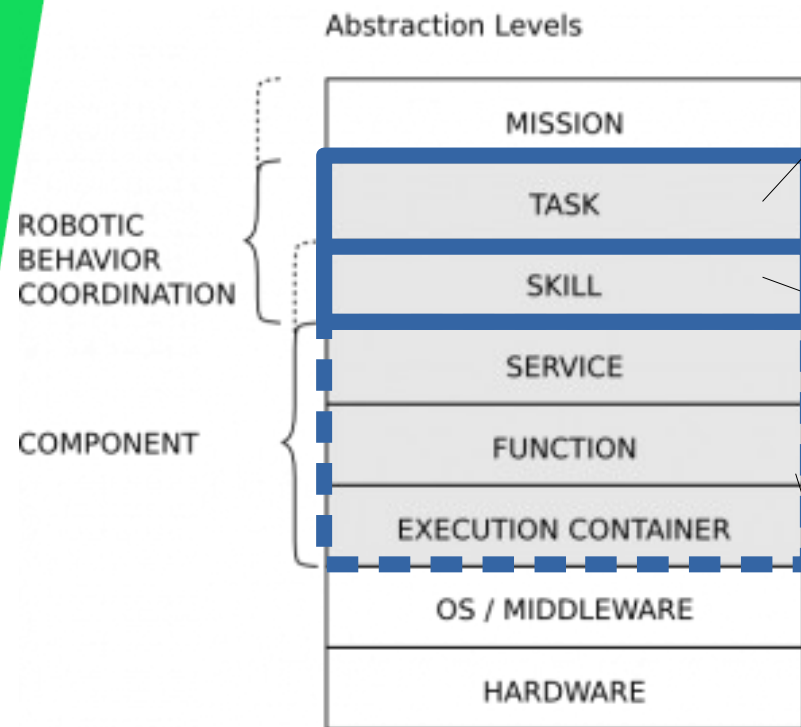 Abstraction Levels
MISSION
TASK
ROBOTIC
BEHAVIOR
COORDINATION
SKILL
SERVICE
COMPONENT
FUNCTION
EXECUTION CONTAINER
OS / MIDDLEWARE
HARDWARE